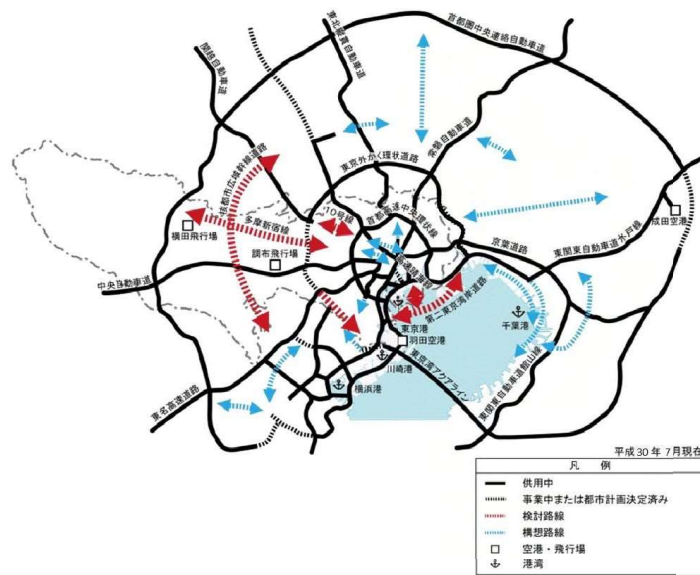 首都圏中央連絡自動車道
東北縦貫自動車道
関越自動車道
常磐自動車道
東京外かく環状道路
核都市広域幹線道路
10号線
首都高速中央環状線
多摩新宿線
横田飛行場
調布飛行場
中央自動車道
京葉道路
東関東自動車道水戸線
成田空港
高速晴海線
第二東京湾岸道路
千葉港
東京港
羽田空港
川崎港
東京湾アクアライン
東関東自動車道館山線
横浜港
東名高速道路
平成30年7月現在
凡 例
供用中
事業中または都市計画決定済み
検討路線
構想路線
空港・飛行場
港湾